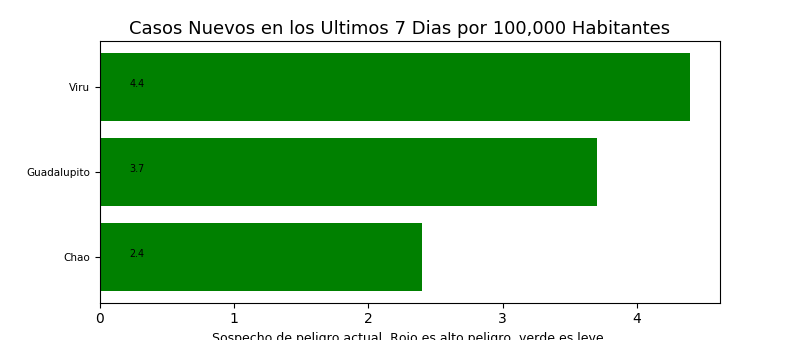 Casos Nuevos en los Ultimos 7 Dias por 100,000 Habitantes
Viru
4.4
Guadalupito
3.7
Chao
2.4
0 1 2 3 4
Sospecho de peligro actual. Rojo es alto peligro, verde es leve